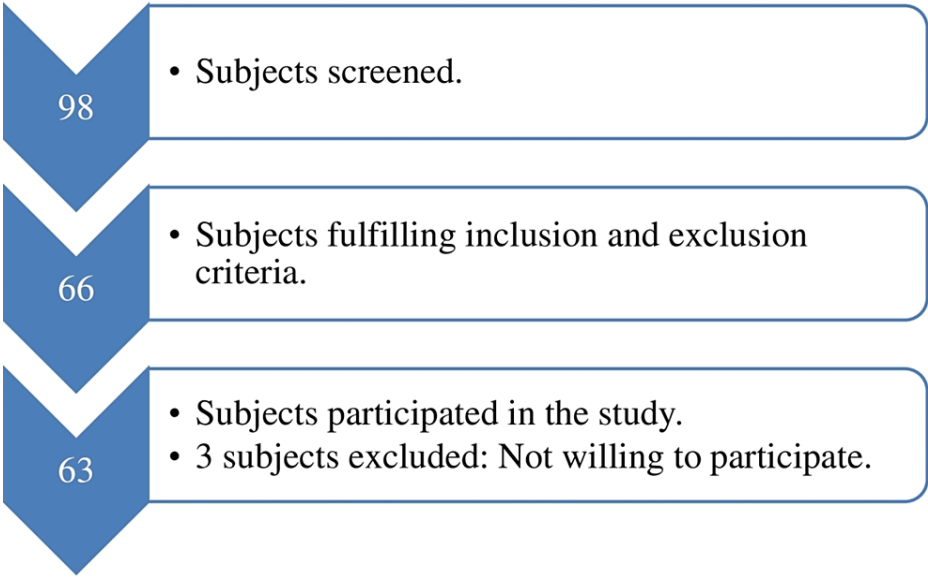 98
• Subjects screened.
66
• Subjects fulfilling inclusion and exclusion
criteria.
63
• Subjects participated in the study.
• 3 subjects excluded: Not willing to participate.